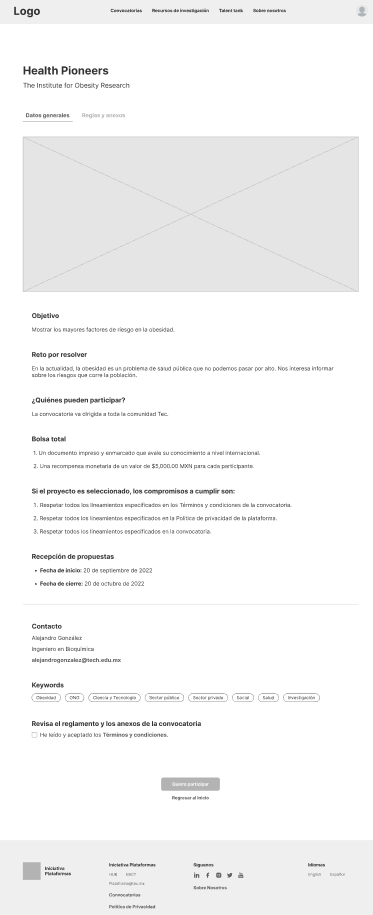 Logo
Convocatorias
Recursos de investigación
Talent tank
Sobre nosotros
Health Pioneers
The Institute for Obesity Research
Datos generales
Reglas y anexos
Objetivo
Mostrar los mayores factores de riesgo en la obesidad.
Reto por resolver
En la actualidad, la obesidad es un problema de salud pública que no podemos pasar por alto. Nos interesa informar
sobre los riesgos que corre la población.
¿Quiénes pueden participar?
La convocatoria va dirigida a toda la comunidad Tec.
Bolsa total
1. Un documento impreso y enmarcado que avale su conocimiento a nivel internacional.
2. Una recompensa monetaria de un valor de $5,000.00 MXN para cada participante.
Si el proyecto es seleccionado, los compromisos a cumplir son:
1. Respetar todos los lineamientos especificados en los Términos y condiciones de la convocatoria.
2. Respetar todos los lineamientos especificados en la Política de privacidad de la plataforma.
3. Respetar todos los lineamientos especificados en la convocatoria.
Recepción de propuestas
• Fecha de inicio: 20 de septiembre de 2022
• Fecha de cierre: 20 de octubre de 2022
Contacto
Alejandro González
Ingeniero en Bioquímica
alejandrogonzalez@tech.edu.mx
Keywords
Obesidad
ONG
Ciencia y Tecnología
Sector público
Sector privado
Social
Salud
Investigación
Revisa el reglamento y los anexos de la convocatoria
He leído y aceptado los Términos y condiciones.
Quiero participar
Regresar al inicio
Iniciativa
Plataformas
Iniciativa Plataformas
HUB
Convocatorias
Política de Privacidad
Síguenos
Sobre Nosotros
Idiomas
English
Español